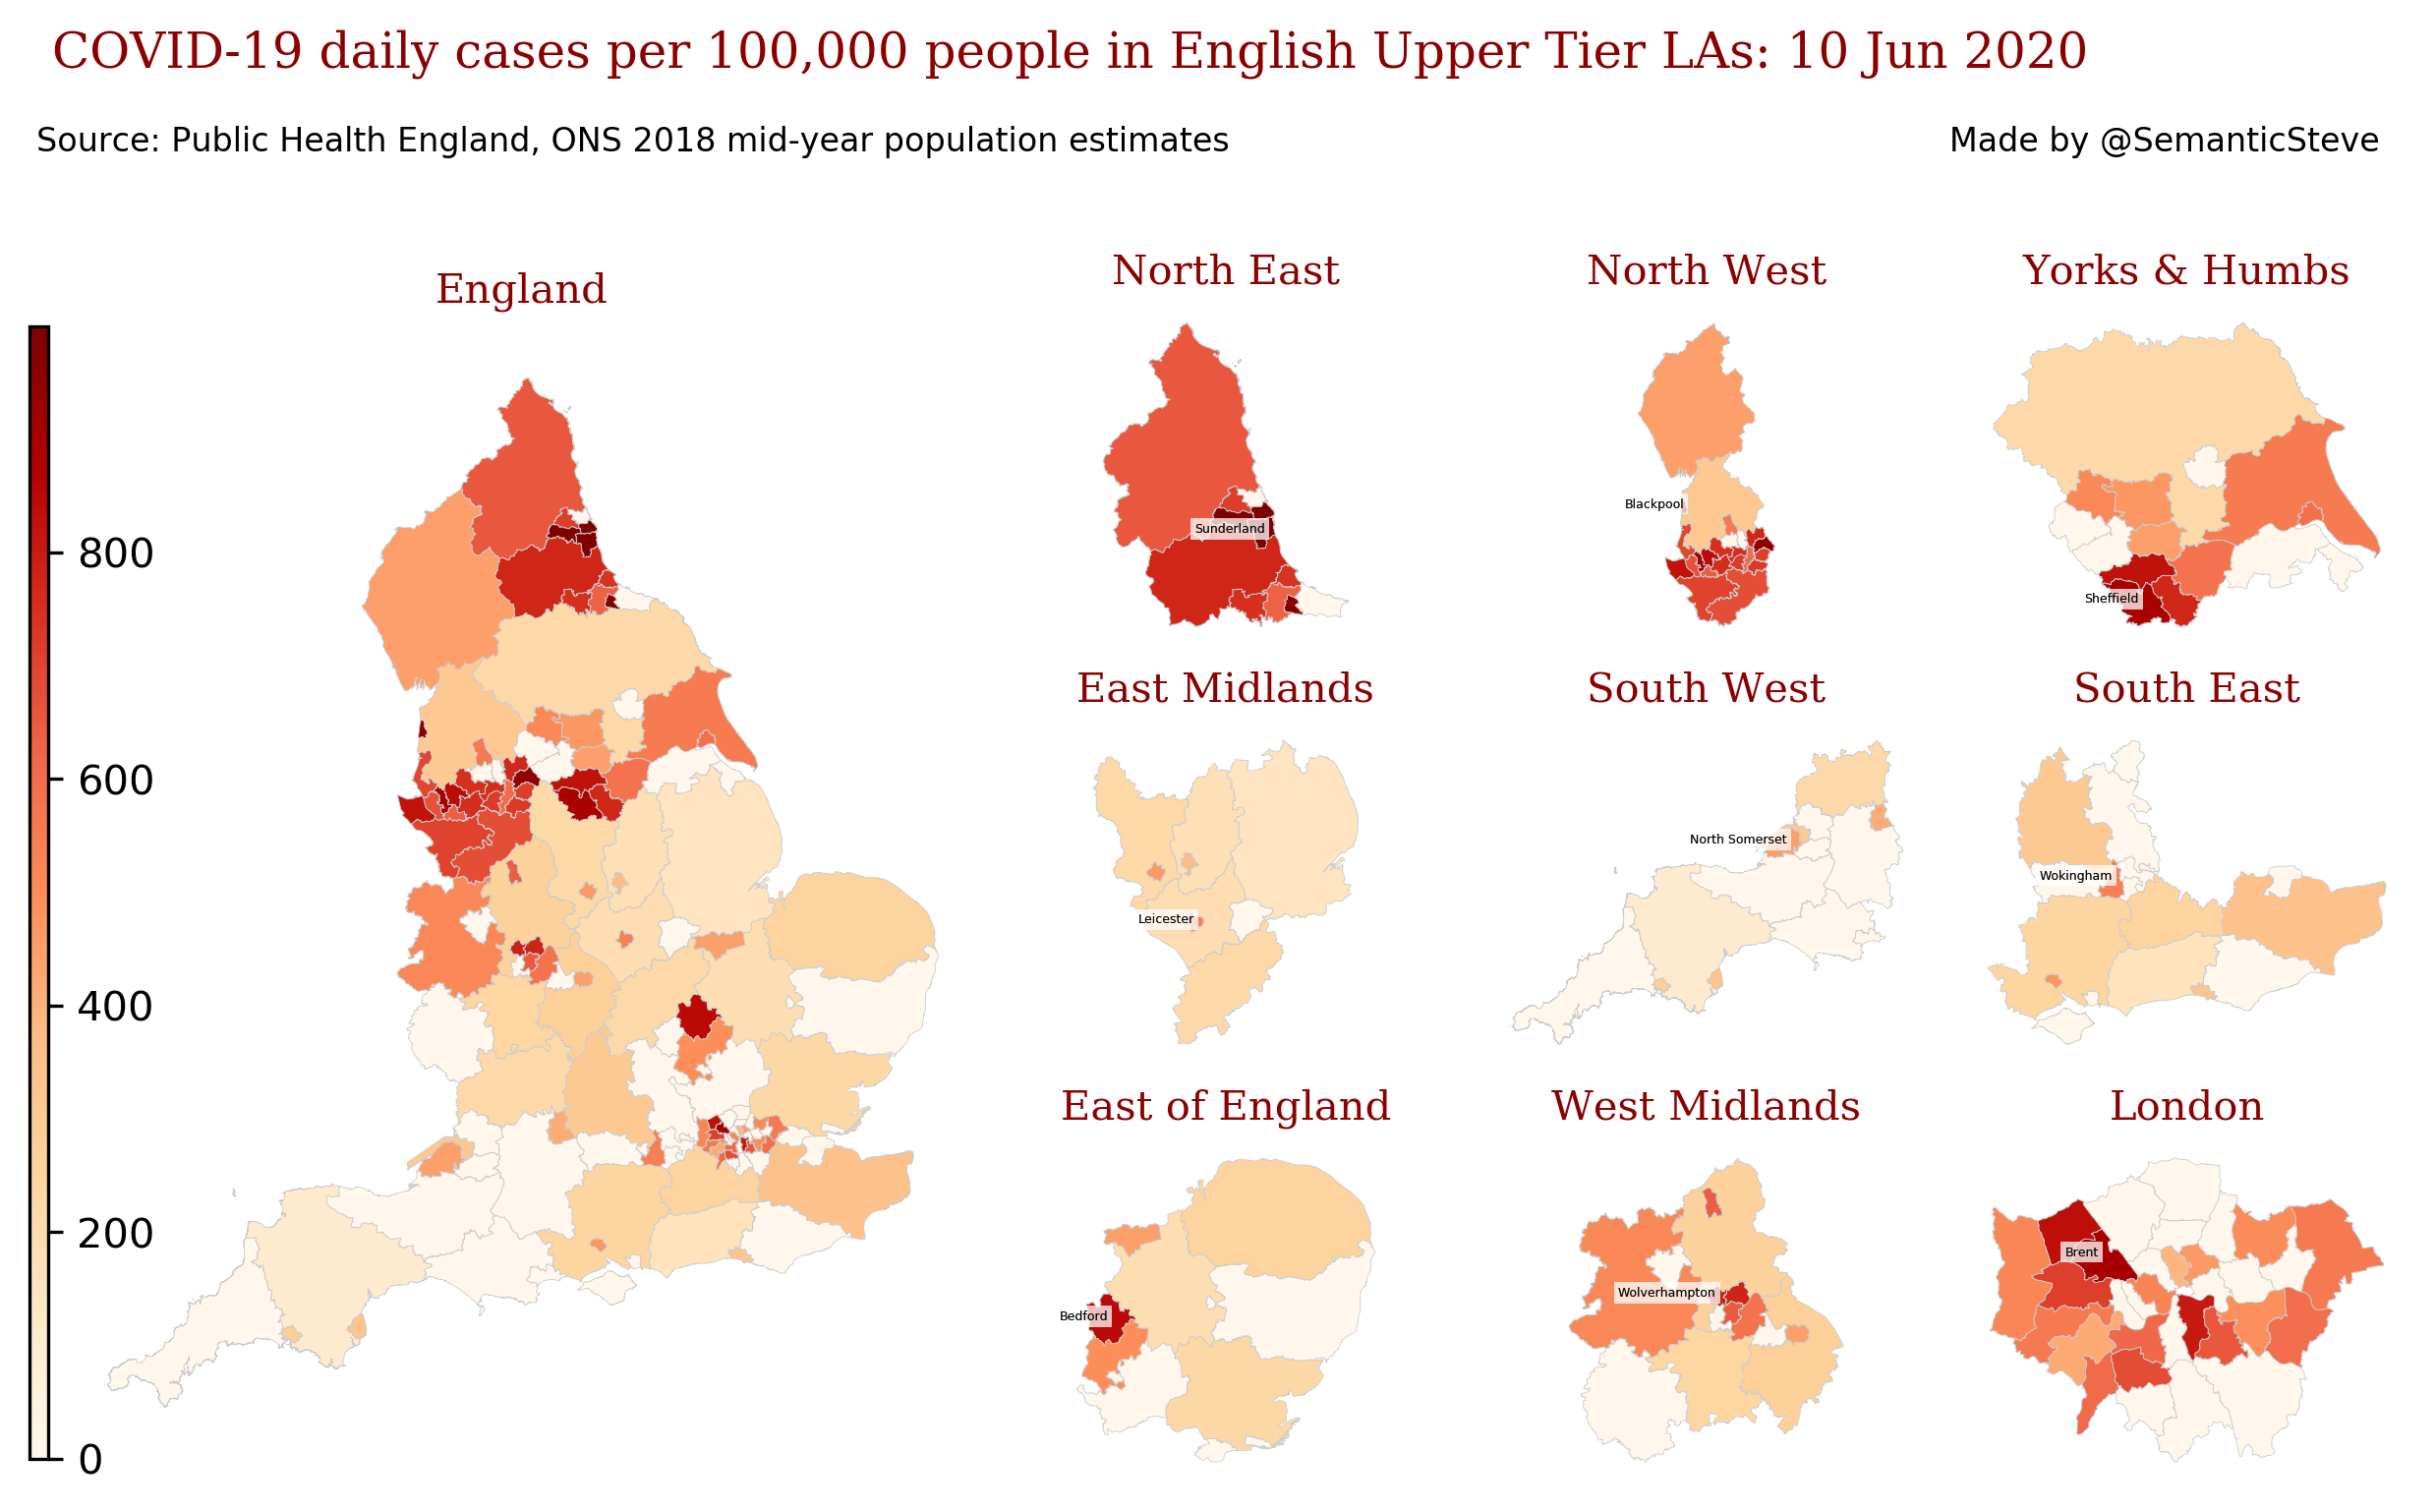 COVID-19 daily cases per 100,000 people in English Upper Tier LAs: 10 Jun 2020
Source: Public Health England, ONS 2018 mid-year population estimates
Made by @SemanticSteve
England
800
600
400
200
0
North East
Sunderland
North West
Blackpool
Yorks & Humbs
Sheffield
East Midlands
Leicester
South West
North Somerset
South East
Wokingham
East of England
Bedford
West Midlands
Wolverhampton
London
Brent